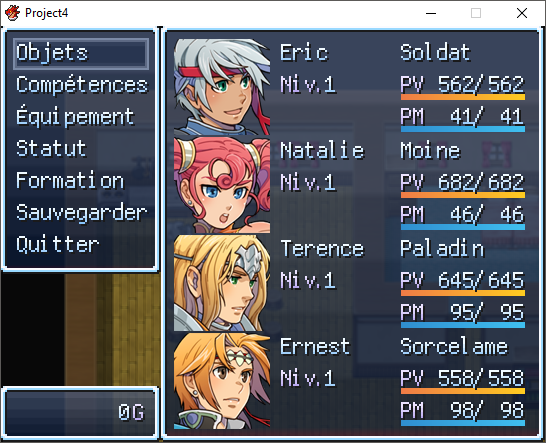 Project4
Objets
Compétences
Équipement
Statut
Formation
Sauvegarder
Quitter
0G
Eric Soldat
Niv.1 PV 562/562
PM 41/ 41
Natalie Moine
Niv.1 PV 682/682
PM 46/ 46
Terence Paladin
Niv.1 PV 645/645
PM 95/ 95
Ernest Sorcelame
Niv.1 PV 558/558
PM 98/ 98